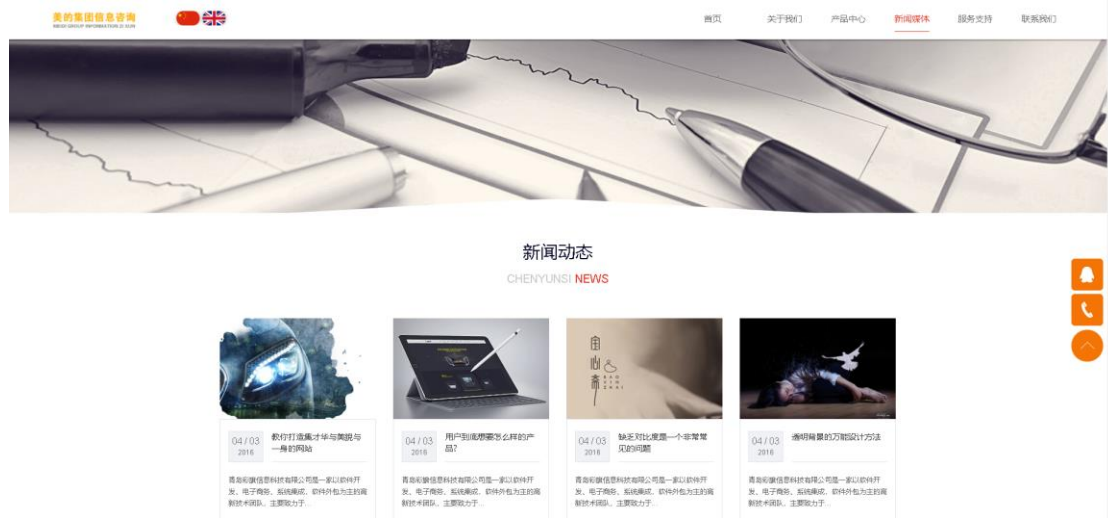 美的集团信息咨询
MEIDI GROUP INFORMATION ZI XUN
首页 关于我们 产品中心 新闻媒体 服务支持 联系我们
新闻动态
CHENYUNSI NEWS
宝心斋
BAO
XIN
ZHAI
04 / 03
2016
教你打造集才华与美貌与
一身的网站
青岛彩旗信息科技有限公司是一家以软件开
发、电子商务、系统集成、软件外包为主的高
新技术团队，主要致力于...
04 / 03
2016
用户到底想要怎么样的产
品?
青岛彩旗信息科技有限公司是一家以软件开
发、电子商务、系统集成、软件外包为主的高
新技术团队，主要致力于...
04 / 03
2016
缺乏对比度是一个非常常
见的问题
青岛彩旗信息科技有限公司是一家以软件开
发、电子商务、系统集成、软件外包为主的高
新技术团队，主要致力于...
04 / 03
2016
透明背景的万能设计方法
青岛彩旗信息科技有限公司是一家以软件开
发、电子商务、系统集成、软件外包为主的高
新技术团队，主要致力于...